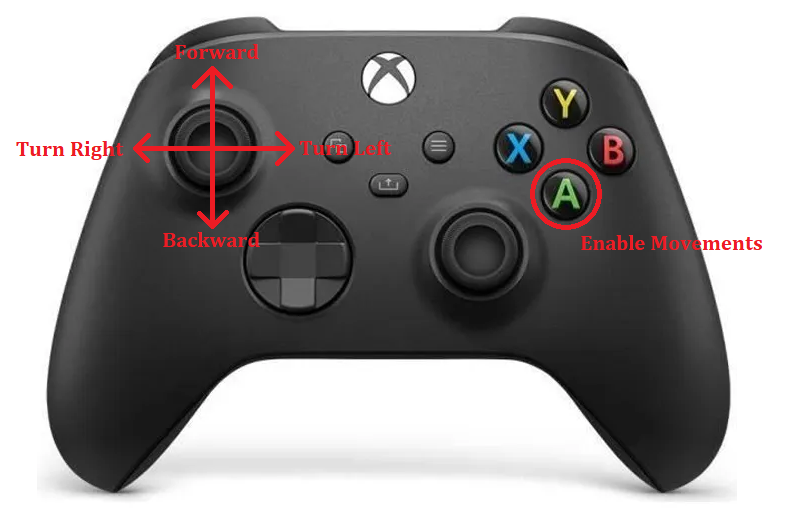 Forward
Turn Right
Turn Left
Backward
Y
X
B
A
Enable Movements